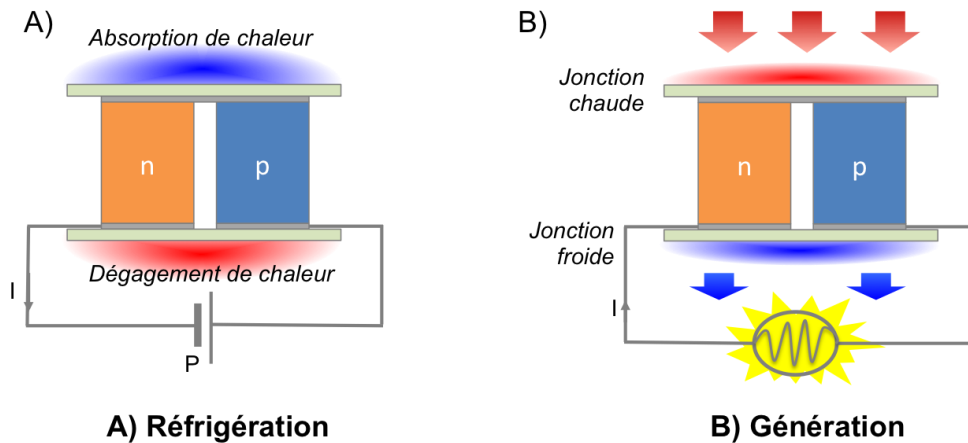 A)
Absorption de chaleur
n
p
Dégagement de chaleur
I
P
A) Réfrigération
B)
Jonction
chaude
n
p
Jonction
froide
I
B) Génération